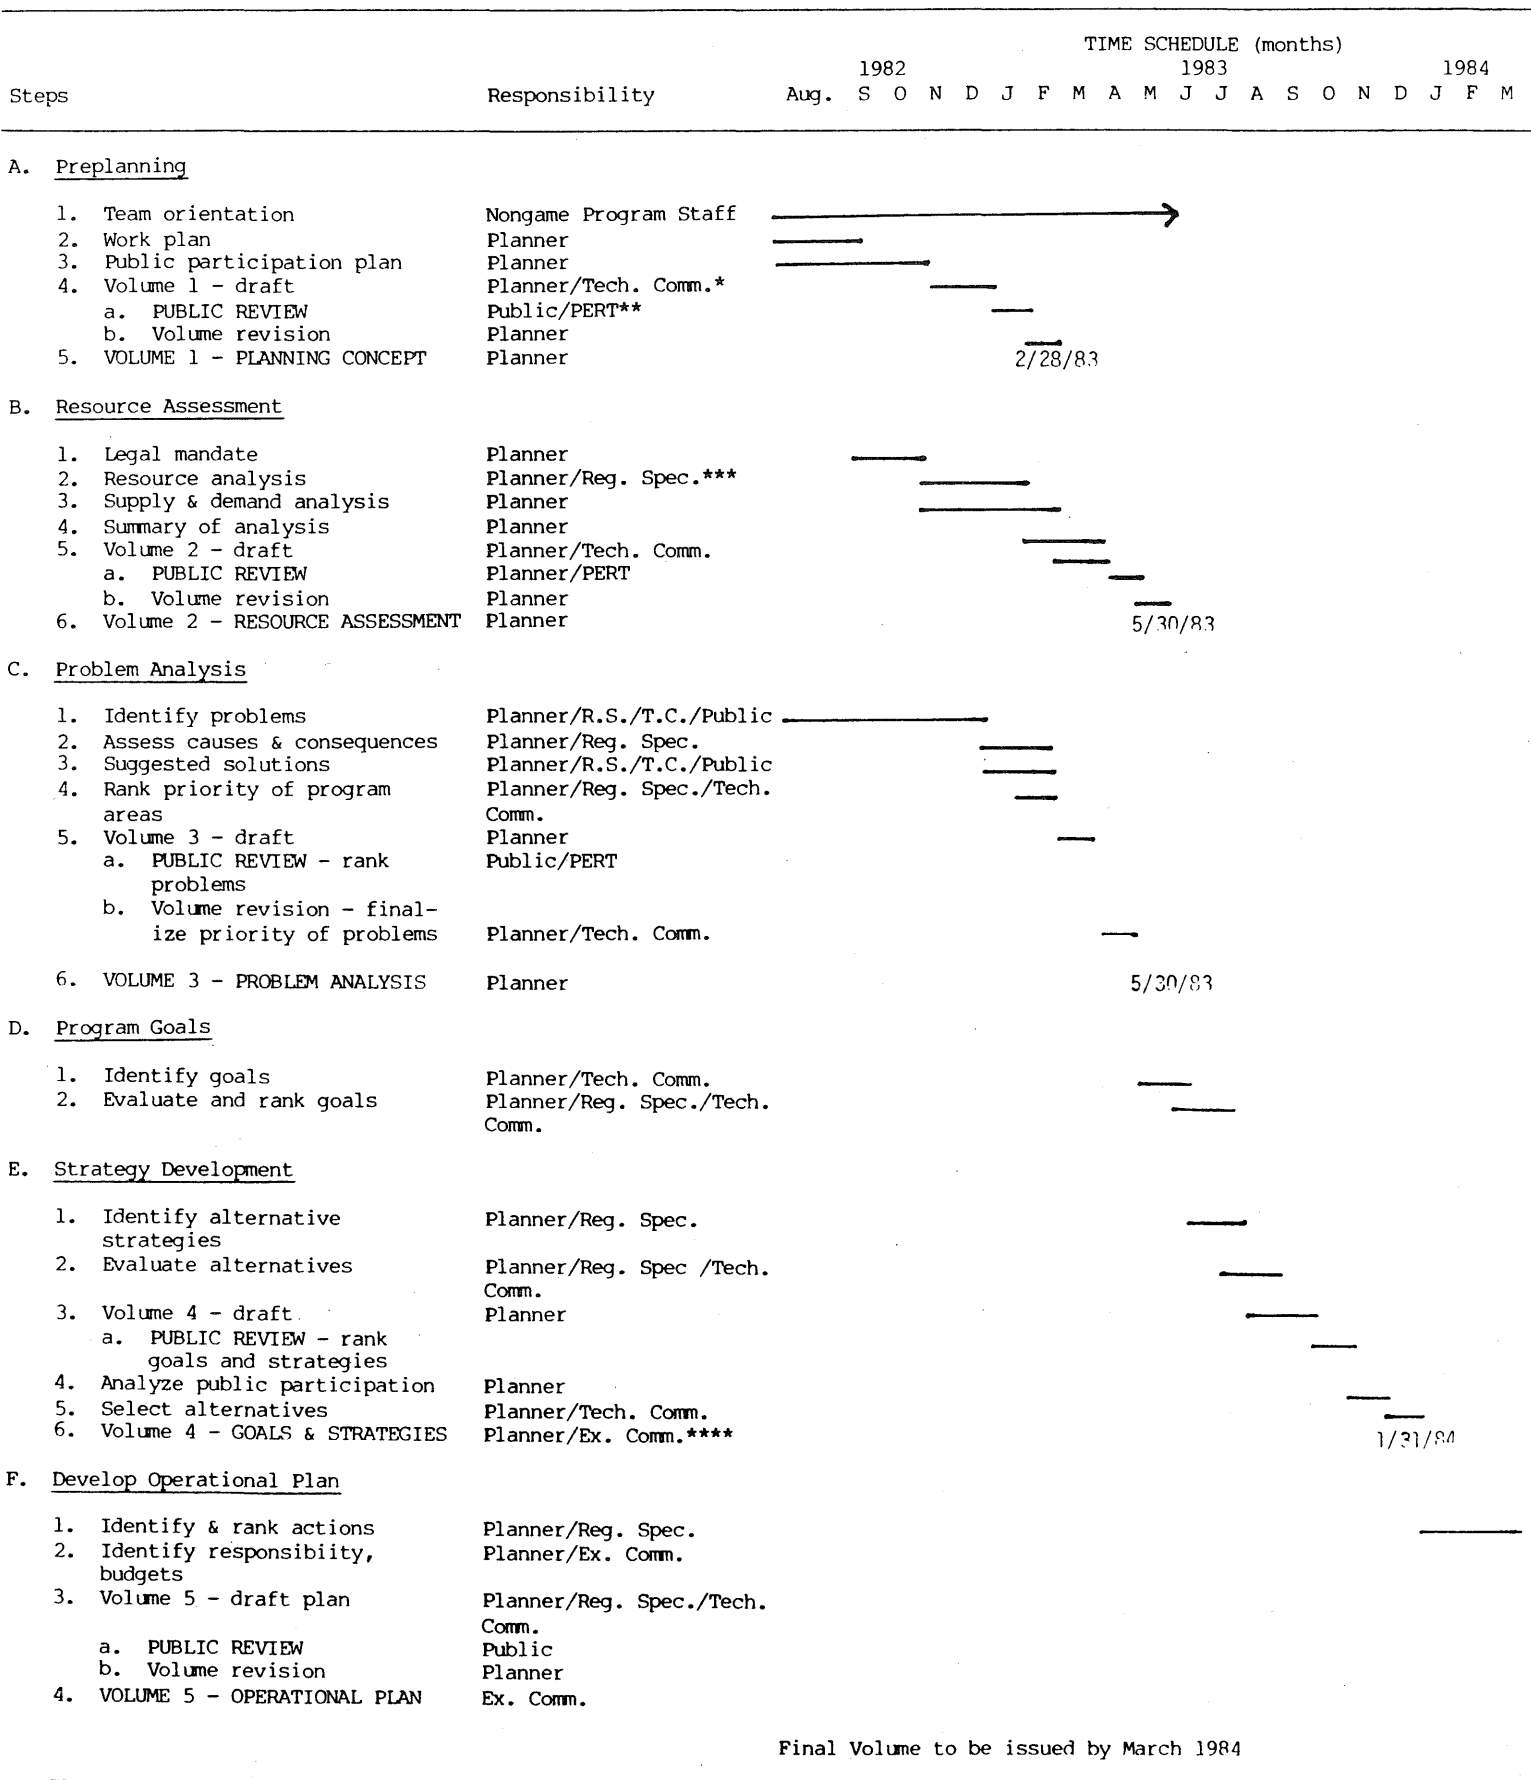 TIME SCHEDULE (months)
1982 1983 1984
Steps Responsibility Aug. S O N D J F M A M J J A S O N D J F M
A. Preplanning
1. Team orientation Nongame Program Staff
2. Work plan Planner
3. Public participation plan Planner
4. Volume 1 - draft Planner/Tech. Comm.*
a. PUBLIC REVIEW Public/PERT**
b. Volume revision Planner
5. VOLUME 1 - PLANNING CONCEPT Planner 2/28/83
B. Resource Assessment
1. Legal mandate Planner
2. Resource analysis Planner/Reg. Spec.***
3. Supply & demand analysis Planner
4. Summary of analysis Planner
5. Volume 2 - draft Planner/Tech. Comm.
a. PUBLIC REVIEW Planner/PERT
b. Volume revision Planner
6. Volume 2 - RESOURCE ASSESSMENT Planner 5/30/83
C. Problem Analysis
1. Identify problems Planner/R.S./T.C./Public
2. Assess causes & consequences Planner/Reg. Spec.
3. Suggested solutions Planner/R.S./T.C./Public
4. Rank priority of program Planner/Reg. Spec./Tech.
areas Comm.
5. Volume 3 - draft Planner
a. PUBLIC REVIEW - rank Public/PERT
problems
b. Volume revision - final-
ize priority of problems Planner/Tech. Comm.
6. VOLUME 3 - PROBLEM ANALYSIS Planner 5/30/83
D. Program Goals
1. Identify goals Planner/Tech. Comm.
2. Evaluate and rank goals Planner/Reg. Spec./Tech.
Comm.
E. Strategy Development
1. Identify alternative Planner/Reg. Spec.
strategies
2. Evaluate alternatives Planner/Reg. Spec /Tech.
Comm.
3. Volume 4 - draft Planner
a. PUBLIC REVIEW - rank
goals and strategies
4. Analyze public participation Planner
5. Select alternatives Planner/Tech. Comm.
6. Volume 4 - GOALS & STRATEGIES Planner/Ex. Comm.**** 1/31/84
F. Develop Operational Plan
1. Identify & rank actions Planner/Reg. Spec.
2. Identify responsibiity, Planner/Ex. Comm.
budgets
3. Volume 5 - draft plan Planner/Reg. Spec./Tech.
Comm.
a. PUBLIC REVIEW Public
b. Volume revision Planner
4. VOLUME 5 - OPERATIONAL PLAN Ex. Comm.
Final Volume to be issued by March 1984